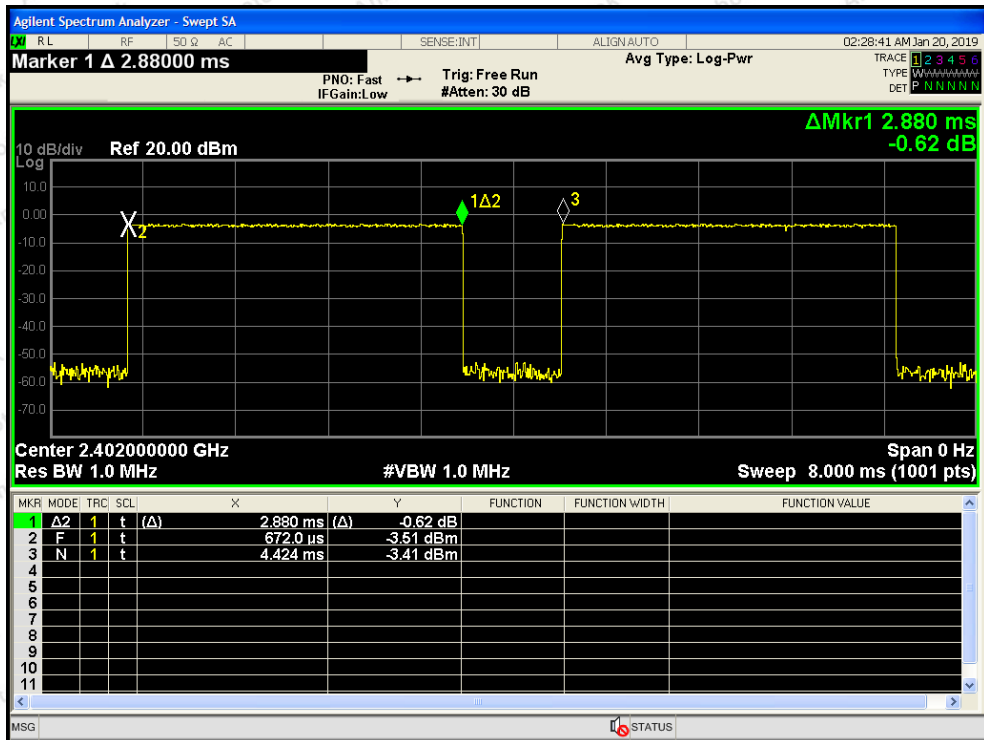 Agilent Spectrum Analyzer - Swept SA
LXI RL RF 50 Ω AC SENSE:INT ALIGN AUTO 02:28:41 AM Jan 20, 2019
Marker 1 Δ 2.88000 ms
PNO: Fast
IFGain:Low
Trig: Free Run
#Atten: 30 dB
Avg Type: Log-Pwr
TRACE 1 2 3 4 5 6
TYPE WWWWWW
DET P N N N N N
ΔMkr1 2.880 ms
-0.62 dB
10 dB/div Ref 20.00 dBm
Log
10.0
0.00
-10.0
-20.0
-30.0
-40.0
-50.0
-60.0
-70.0
X2
1Δ2
3
Center 2.402000000 GHz Span 0 Hz
Res BW 1.0 MHz #VBW 1.0 MHz Sweep 8.000 ms (1001 pts)
MKR MODE TRC SCL X Y FUNCTION FUNCTION WIDTH FUNCTION VALUE
1 Δ2 1 t (Δ) 2.880 ms (Δ) -0.62 dB
2 F 1 t 672.0 µs -3.51 dBm
3 N 1 t 4.424 ms -3.41 dBm
4
5
6
7
8
9
10
11
MSG STATUS